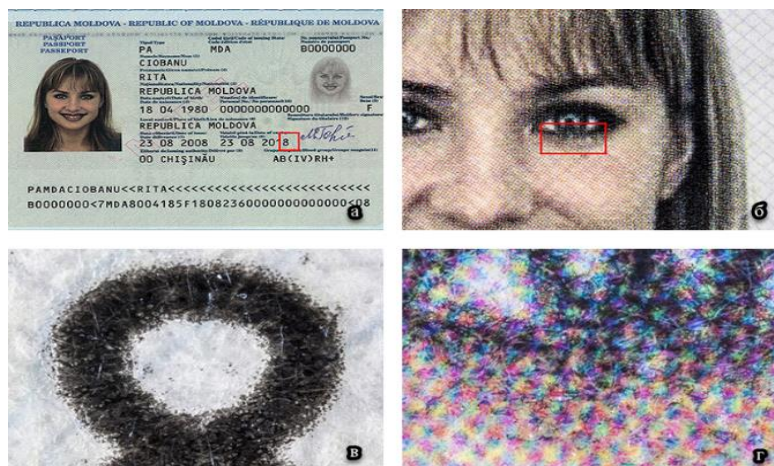 REPUBLICA MOLDOVA - REPUBLIC OF MOLDOVA - RÉPUBLIQUE DE MOLDOVA
PAŞAPORT
PASSPORT
PASSEPORT
PA MDA B0000000
CIOBANU
RITA
REPUBLICA MOLDOVA
18 04 1980 0000000000000 F
REPUBLICA MOLDOVA
23 08 2008 23 08 2018
00 CHIŞINĂU AB(IV)RH+
PAMDACIOBANU<<RITA<<<<<<<<<<<<<<<<<<<<<<<<<<
B0000000<7MDA8004185F18082360000000000000<08
а
б
в
г